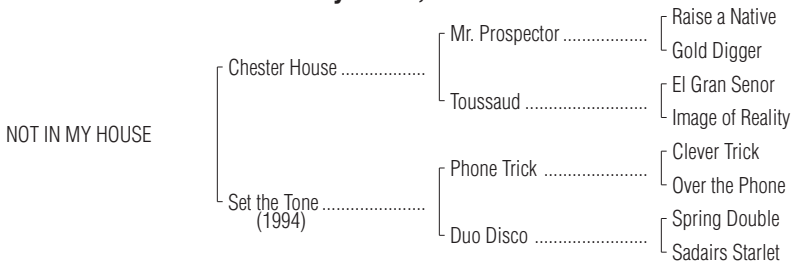 Raise a Native
Mr. Prospector ..................
Gold Digger
Chester House ..................
El Gran Senor
Toussaud ..........................
Image of Reality
NOT IN MY HOUSE
Clever Trick
Phone Trick ......................
Over the Phone
Set the Tone ......................
(1994)
Spring Double
Duo Disco ........................
Sadairs Starlet